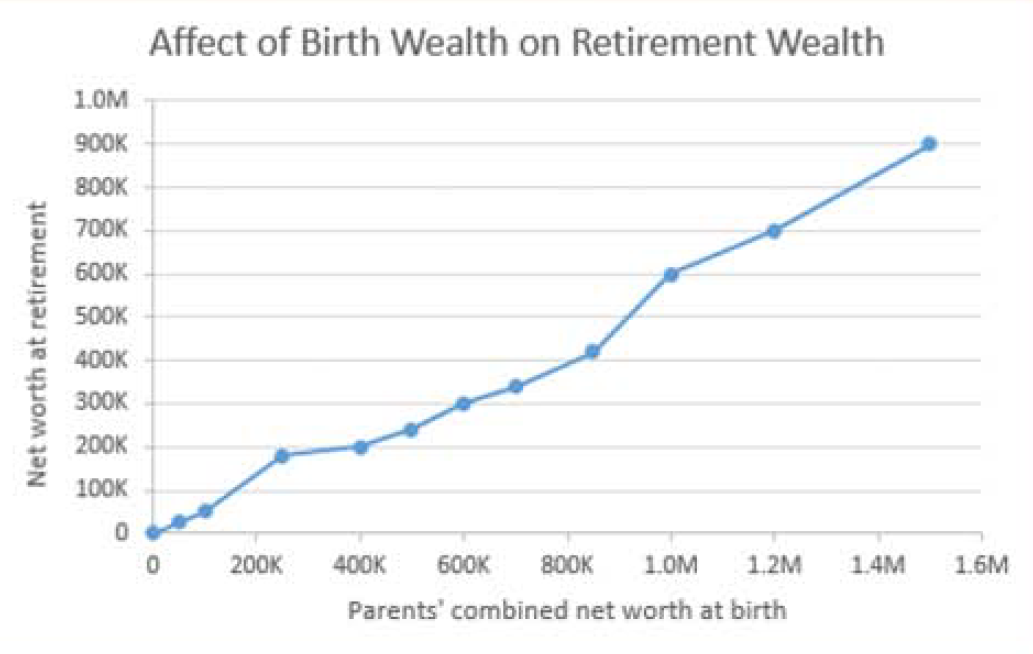 Affect of Birth Wealth on Retirement Wealth
1.0M
900K
800K
700K
600K
500K
400K
300K
200K
100K
0
Net worth at retirement
0 200K 400K 600K 800K 1.0M 1.2M 1.4M 1.6M
Parents' combined net worth at birth